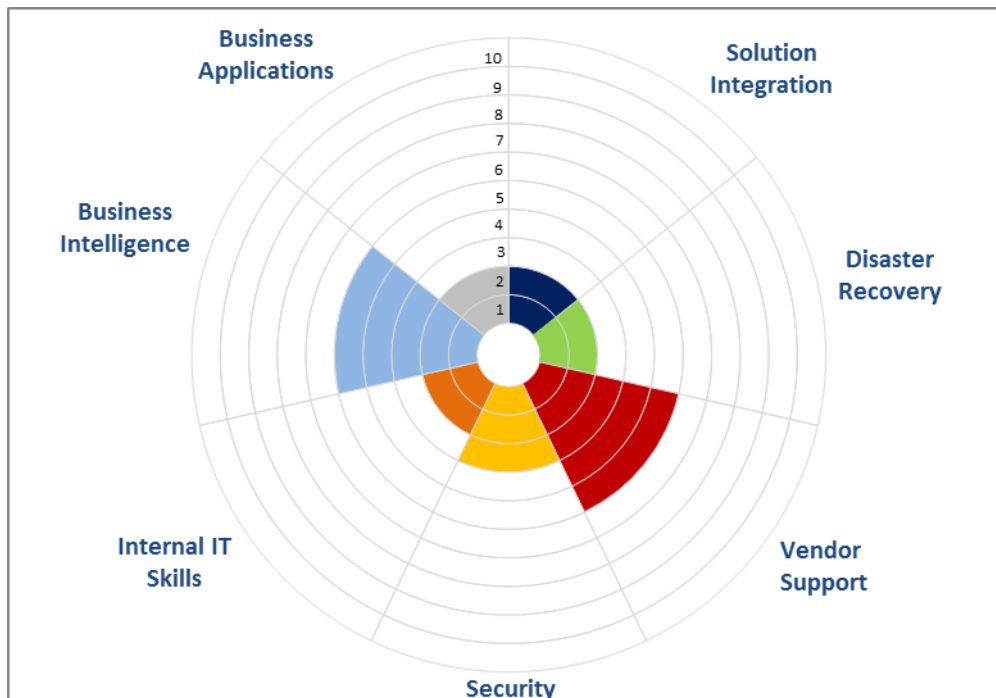 Business
Applications
Solution
Integration
10
9
8
7
6
5
4
3
2
1
Business
Intelligence
Disaster
Recovery
Internal IT
Skills
Vendor
Support
Security